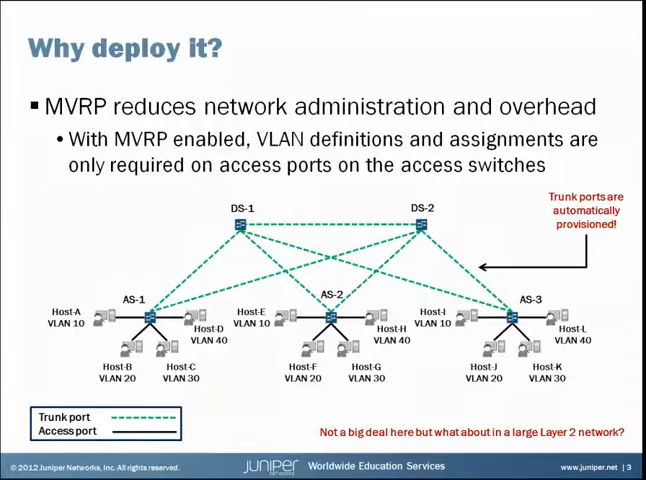 Why deploy it?
▪ MVRP reduces network administration and overhead
• With MVRP enabled, VLAN definitions and assignments are
only required on access ports on the access switches
Trunk ports are
automatically
provisioned!
DS-1
DS-2
AS-1
AS-2
AS-3
Host-A
VLAN 10
Host-D
VLAN 40
Host-B
VLAN 20
Host-C
VLAN 30
Host-E
VLAN 10
Host-H
VLAN 40
Host-F
VLAN 20
Host-G
VLAN 30
Host-I
VLAN 10
Host-L
VLAN 40
Host-J
VLAN 20
Host-K
VLAN 30
Trunk port
Access port
Not a big deal here but what about in a large Layer 2 network?
© 2012 Juniper Networks, Inc. All rights reserved.
JUNIPER
NETWORKS
Worldwide Education Services
www.juniper.net | 3